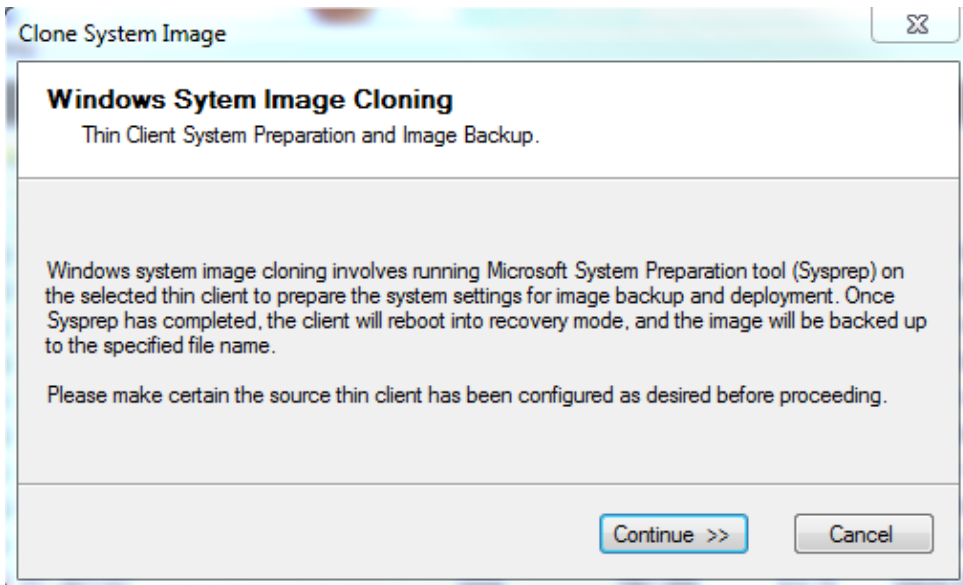 Clone System Image
Windows Sytem Image Cloning
Thin Client System Preparation and Image Backup.
Windows system image cloning involves running Microsoft System Preparation tool (Sysprep) on
the selected thin client to prepare the system settings for image backup and deployment. Once
Sysprep has completed, the client will reboot into recovery mode, and the image will be backed up
to the specified file name.
Please make certain the source thin client has been configured as desired before proceeding.
Continue >>
Cancel